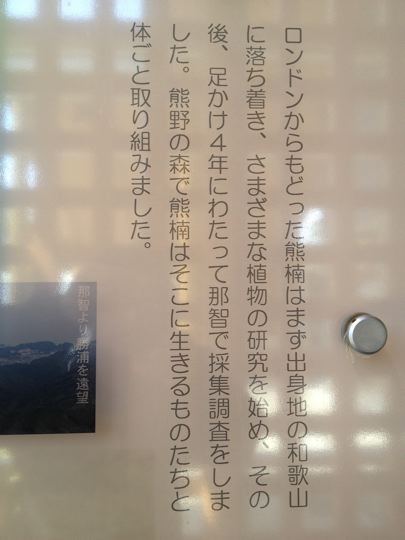 ロンドンからもどった熊楠はまず出身地の和歌山
に落ち着き、さまざまな植物の研究を始め、その
後、足かけ４年にわたって那智で採集調査をしま
した。熊野の森で熊楠はそこに生きるものたちと
体ごと取り組みました。
那智より勝浦を遠望